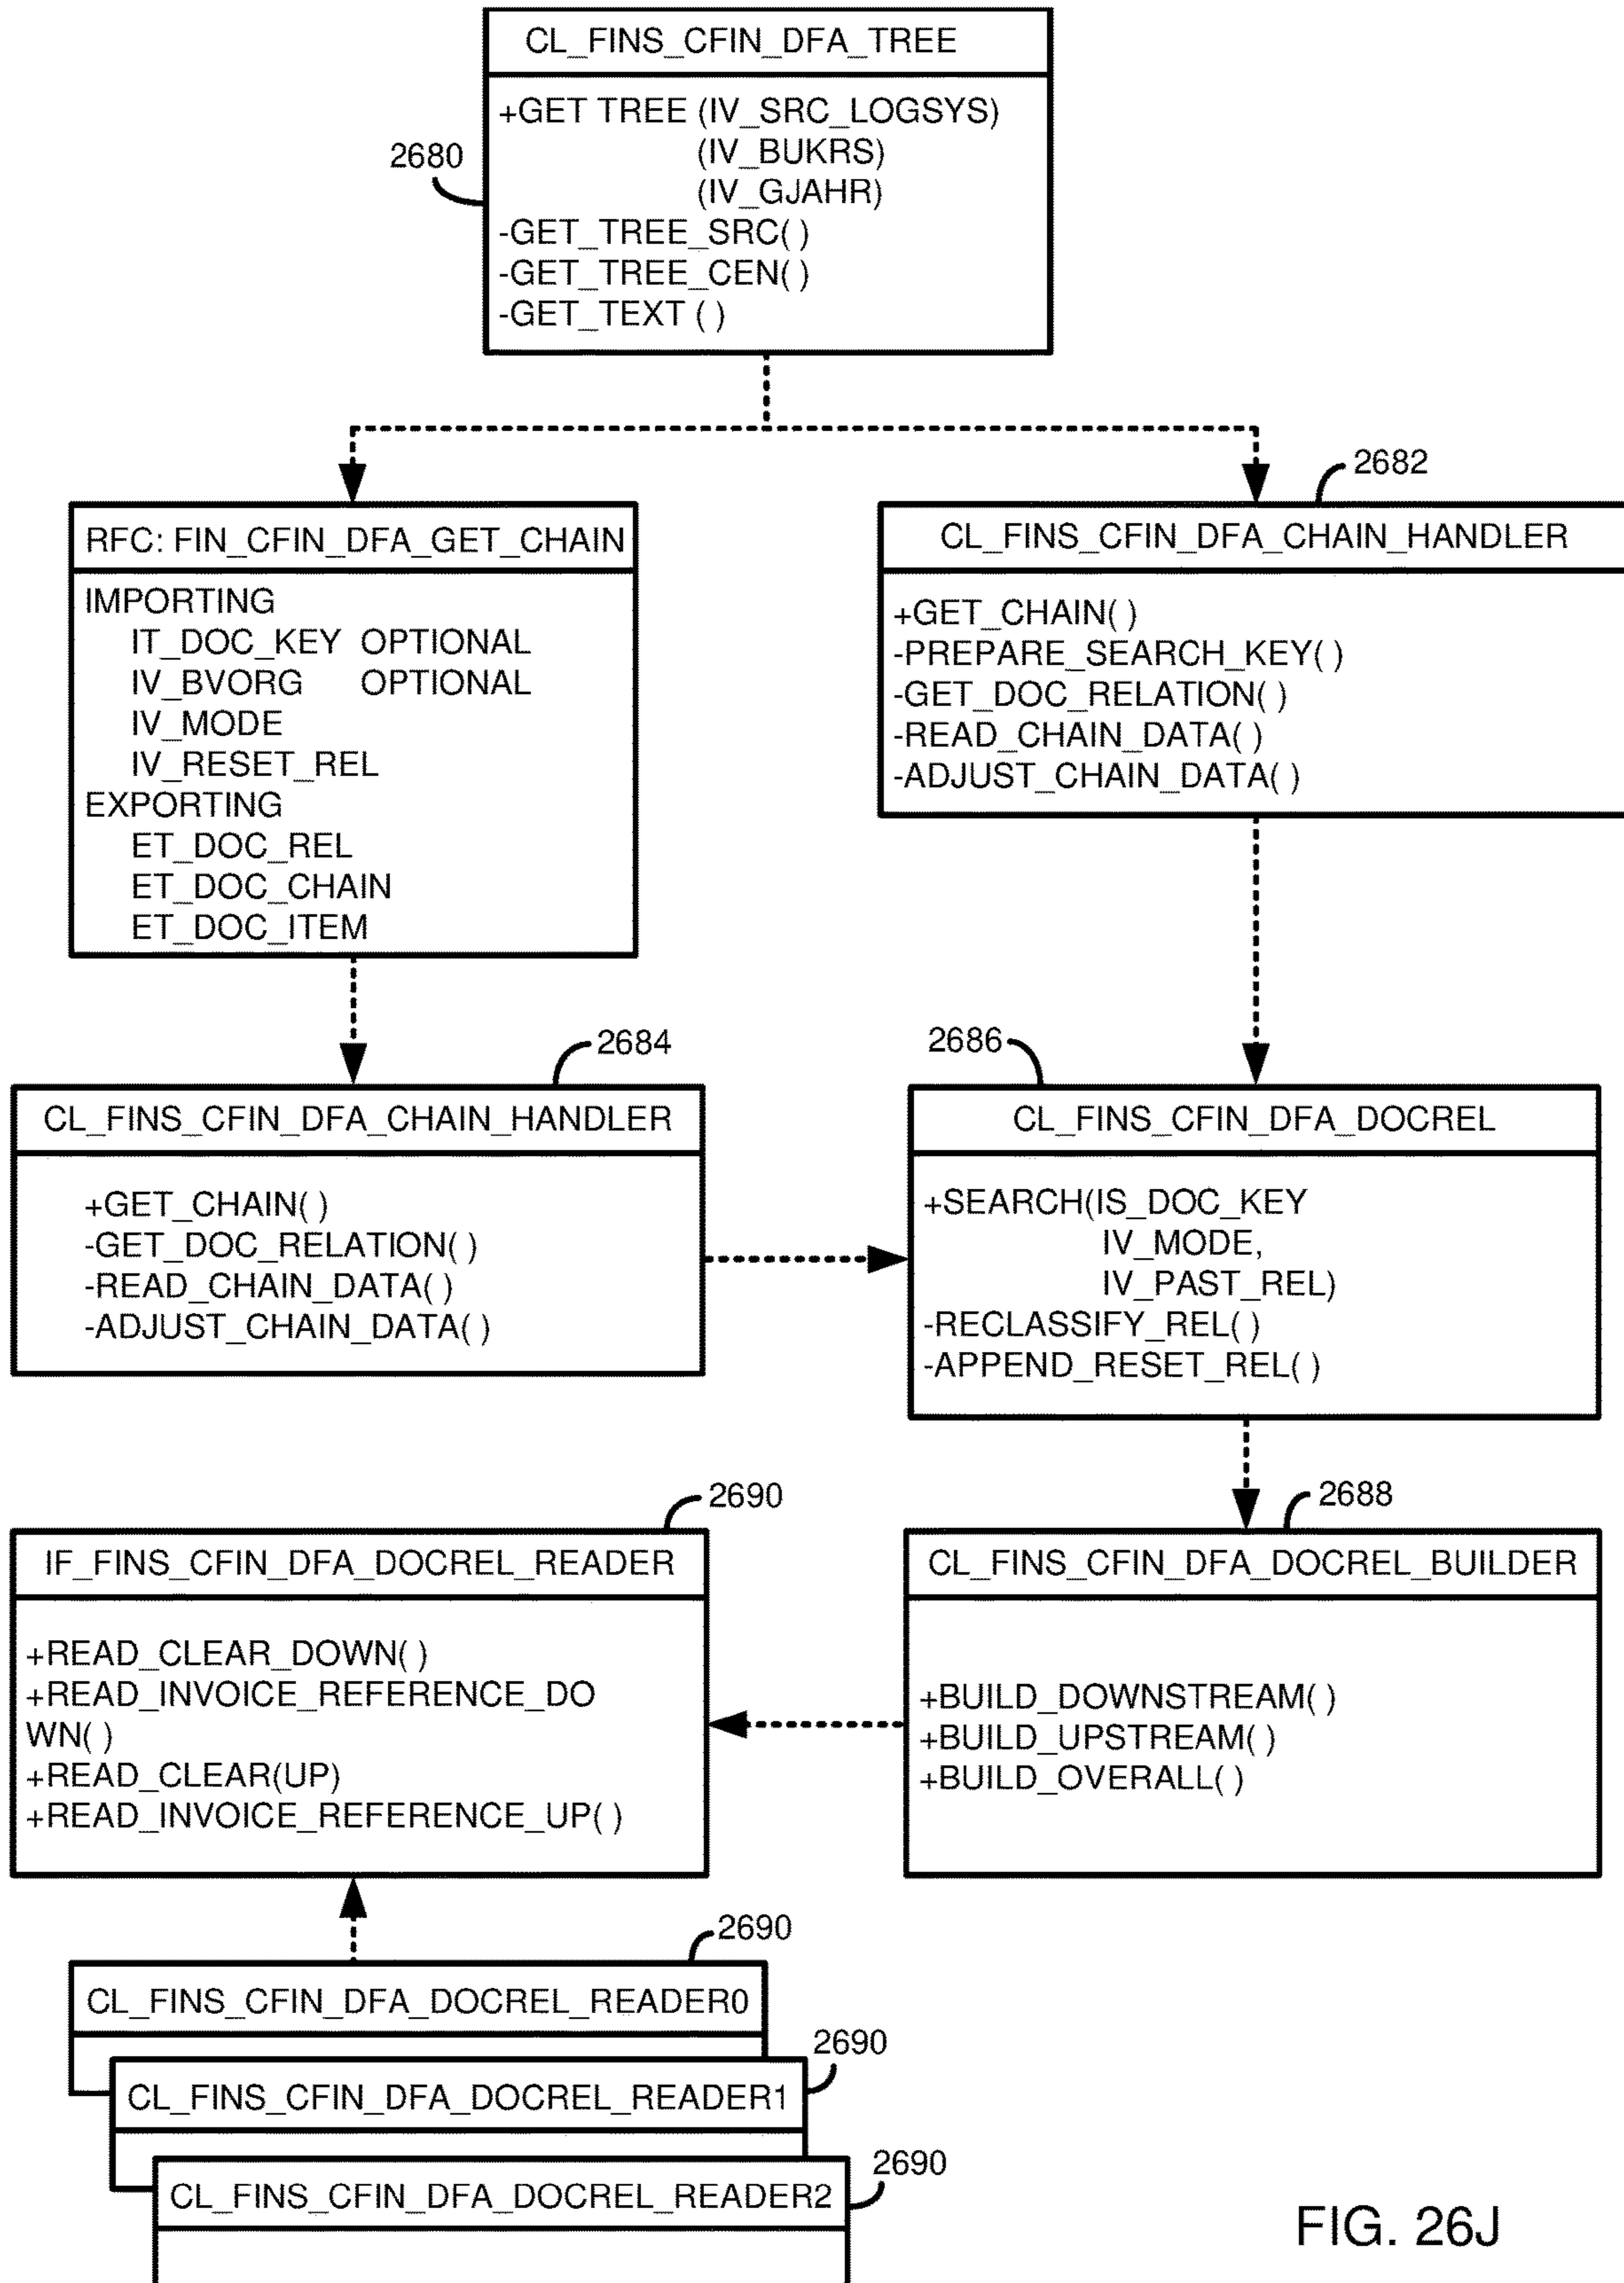 CL_FINS_CFIN_DFA_TREE
+GET TREE (IV_SRC_LOGSYS)
(IV_BUKRS)
(IV_GJAHR)
-GET_TREE_SRC( )
-GET_TREE_CEN( )
-GET_TEXT ( )
2680
RFC: FIN_CFIN_DFA_GET_CHAIN
IMPORTING
IT_DOC_KEY OPTIONAL
IV_BVORG OPTIONAL
IV_MODE
IV_RESET_REL
EXPORTING
ET_DOC_REL
ET_DOC_CHAIN
ET_DOC_ITEM
2682
CL_FINS_CFIN_DFA_CHAIN_HANDLER
+GET_CHAIN( )
-PREPARE_SEARCH_KEY( )
-GET_DOC_RELATION( )
-READ_CHAIN_DATA( )
-ADJUST_CHAIN_DATA( )
2684
CL_FINS_CFIN_DFA_CHAIN_HANDLER
+GET_CHAIN( )
-GET_DOC_RELATION( )
-READ_CHAIN_DATA( )
-ADJUST_CHAIN_DATA( )
2686
CL_FINS_CFIN_DFA_DOCREL
+SEARCH(IS_DOC_KEY
IV_MODE,
IV_PAST_REL)
-RECLASSIFY_REL( )
-APPEND_RESET_REL( )
2690
IF_FINS_CFIN_DFA_DOCREL_READER
+READ_CLEAR_DOWN( )
+READ_INVOICE_REFERENCE_DO
WN( )
+READ_CLEAR(UP)
+READ_INVOICE_REFERENCE_UP( )
2688
CL_FINS_CFIN_DFA_DOCREL_BUILDER
+BUILD_DOWNSTREAM( )
+BUILD_UPSTREAM( )
+BUILD_OVERALL( )
2690
CL_FINS_CFIN_DFA_DOCREL_READER0
2690
CL_FINS_CFIN_DFA_DOCREL_READER1
2690
CL_FINS_CFIN_DFA_DOCREL_READER2
FIG. 26J